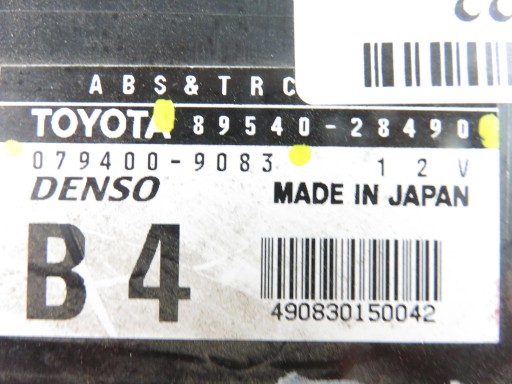 ABS&TRC
TOYOTA 89540-28490
079400-9083 12V
DENSO MADE IN JAPAN
B4
490830150042